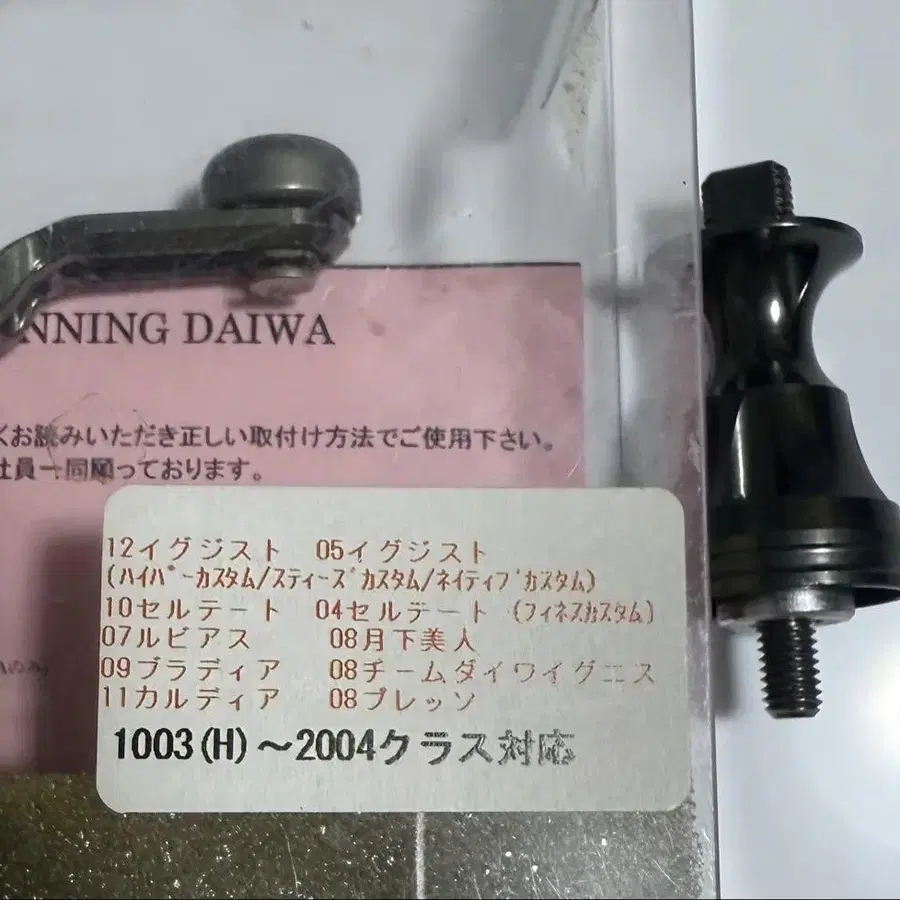 NNING DAIWA
くお読みいただき正しい取付け方法でご使用下さい。
社員一同願っております。
12イグジスト 05イグジスト
(ﾊｲﾊﾟｰｶｽﾀﾑ/ｽﾃｨｰｽﾞｶｽﾀﾑ/ﾈｲﾃｨﾌﾞｶｽﾀﾑ)
10セルテート 04セルテート (ﾌｨﾈｽｶｽﾀﾑ)
07ルビアス 08月下美人
09ブラディア 08チームダイワイグニス
11カルディア 08プレッソ
1003(H)～2004クラス対応